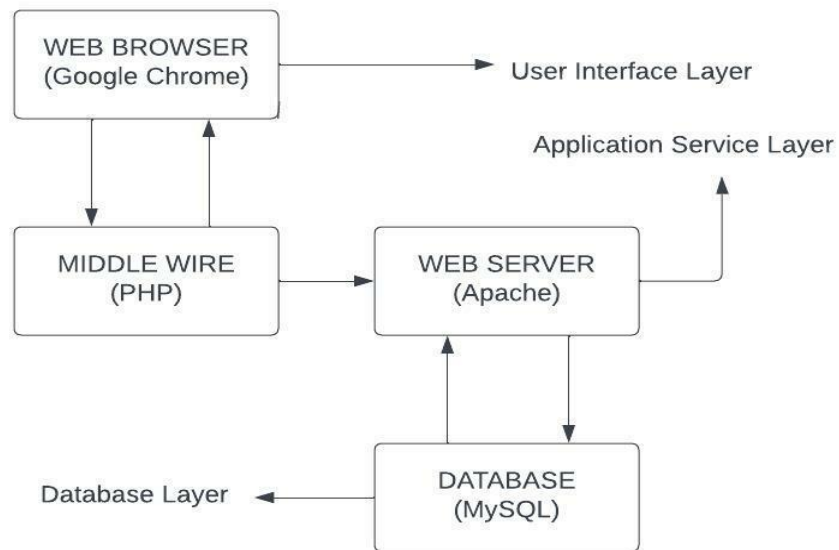 WEB BROWSER
(Google Chrome)
User Interface Layer
Application Service Layer
MIDDLE WIRE
(PHP)
WEB SERVER
(Apache)
Database Layer
DATABASE
(MySQL)